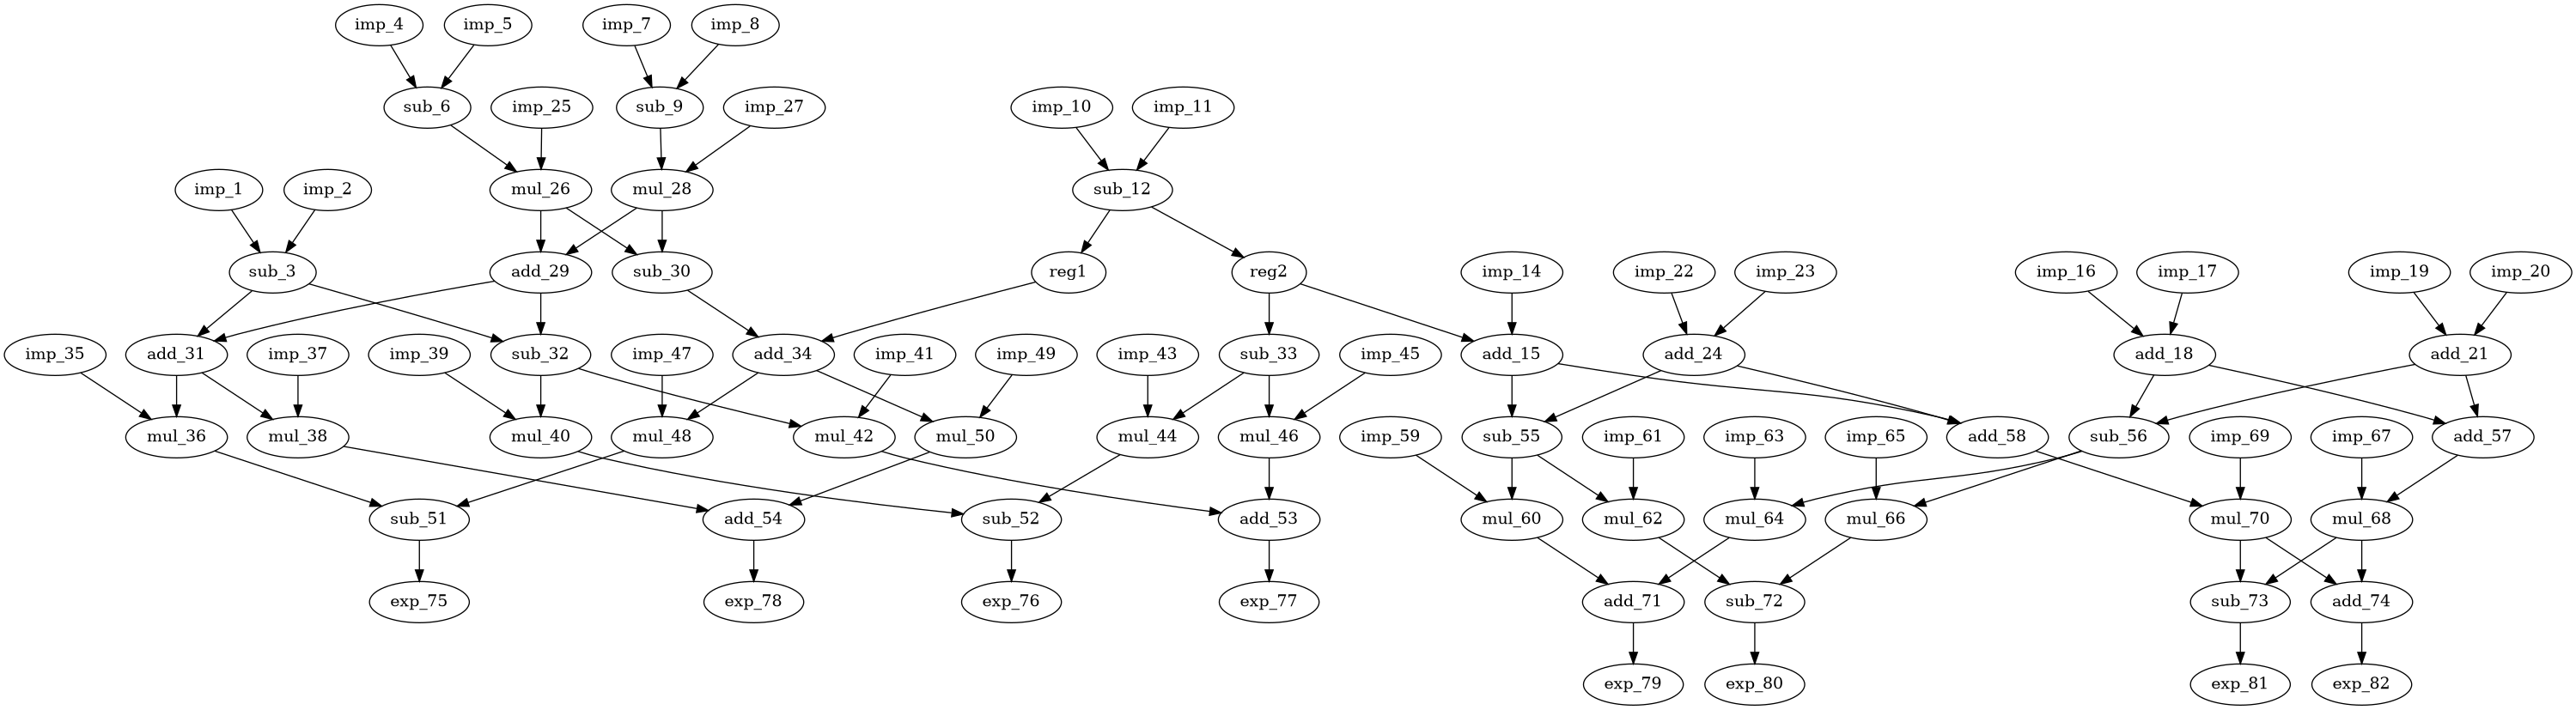 imp_4 imp_5 imp_7 imp_8
sub_6 imp_25 sub_9 imp_27 imp_10 imp_11
imp_1 imp_2 mul_26 mul_28 sub_12
sub_3 add_29 sub_30 reg1 reg2 imp_14 imp_22 imp_23 imp_16 imp_17 imp_19 imp_20
imp_35 add_31 imp_37 imp_39 sub_32 imp_47 add_34 imp_41 imp_49 imp_43 sub_33 imp_45 add_15 add_24 add_18 add_21
mul_36 mul_38 mul_40 mul_48 mul_42 mul_50 mul_44 mul_46 imp_59 sub_55 imp_61 imp_63 imp_65 add_58 sub_56 imp_69 imp_67 add_57
sub_51 add_54 sub_52 add_53 mul_60 mul_62 mul_64 mul_66 mul_70 mul_68
exp_75 exp_78 exp_76 exp_77 add_71 sub_72 sub_73 add_74
exp_79 exp_80 exp_81 exp_82